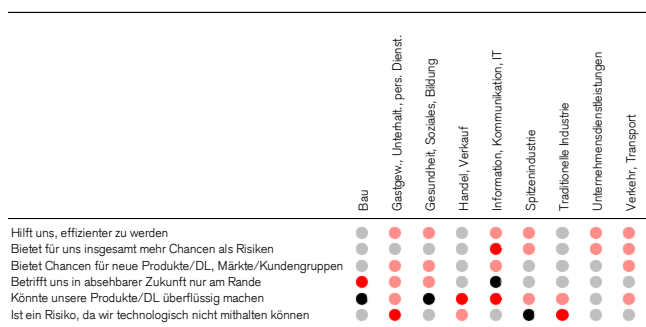 Bau
Gastgew., Unterhalt., pers. Dienst.
Gesundheit, Soziales, Bildung
Handel, Verkauf
Information, Kommunikation, IT
Spitzenindustrie
Traditionelle Industrie
Unternehmensdienstleistungen
Verkehr, Transport
Hilft uns, effizienter zu werden
Bietet für uns insgesamt mehr Chancen als Risiken
Bietet Chancen für neue Produkte/DL, Märkte/Kundengruppen
Betrifft uns in absehbarer Zukunft nur am Rande
Könnte unsere Produkte/DL überflüssig machen
Ist ein Risiko, da wir technologisch nicht mithalten können